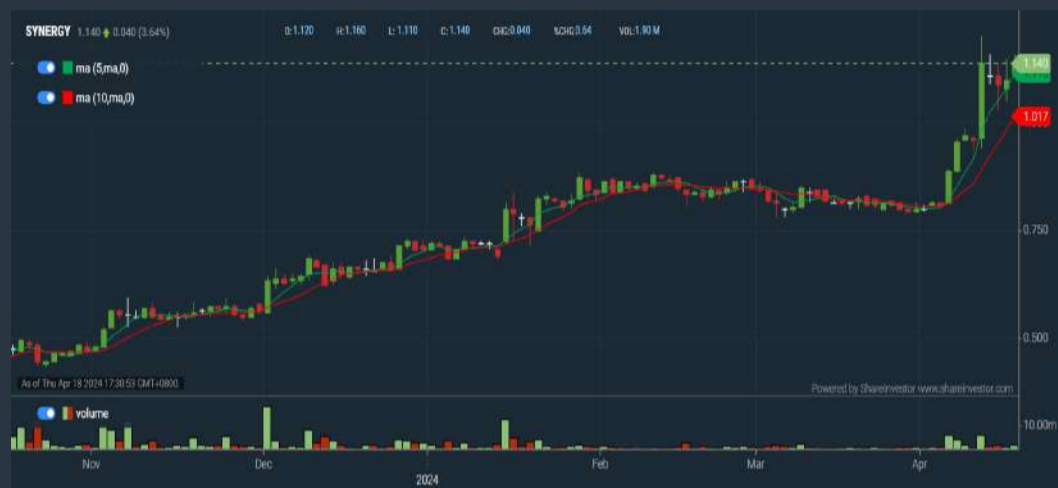 SYNERGY 1.140 0.040 (3.64%) O:1.120 H:1.160 L: 1.110 C:1.140 CHG:0.040 %CHG:3.64 VOL:1.90 M
ma (5,ma,0)
ma (10,ma,0)
1.140
1.017
0.750
0.500
As of Thu Apr 18 2024 17:30:53 GMT+0800
Powered by ShareInvestor www.shareinvestor.com
volume
10.00m
Nov Dec Feb Mar Apr
2024